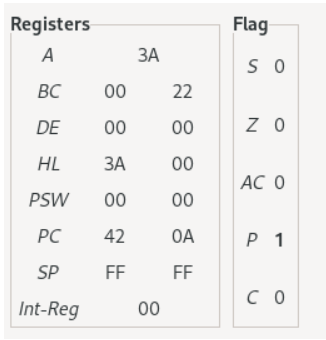 Registers Flag
A 3A
S 0
BC 00 22
DE 00 00
Z 0
HL 3A 00
AC 0
PSW 00 00
PC 42 0A
P 1
SP FF FF
C 0
Int-Reg 00